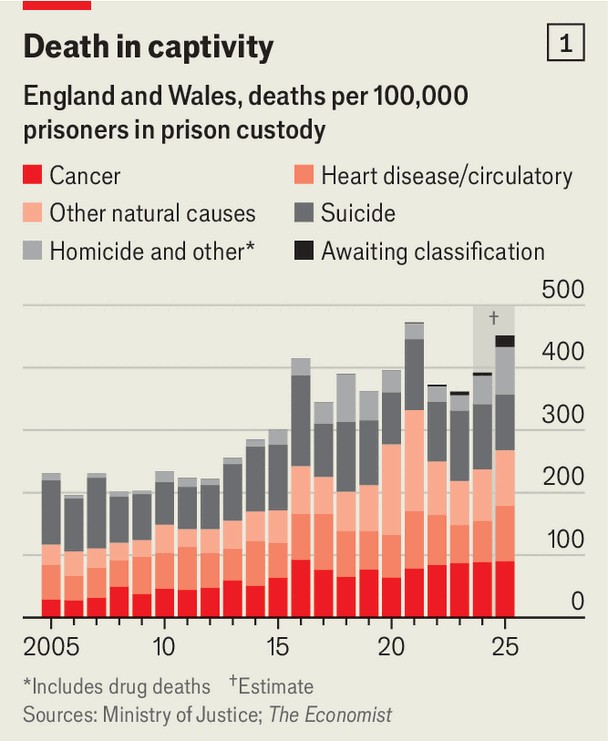 Death in captivity
1
England and Wales, deaths per 100,000
prisoners in prison custody
Cancer
Heart disease/circulatory
Other natural causes
Suicide
Homicide and other*
Awaiting classification
500
†
400
300
200
100
0
2005
10
15
20
25
*Includes drug deaths †Estimate
Sources: Ministry of Justice; The Economist